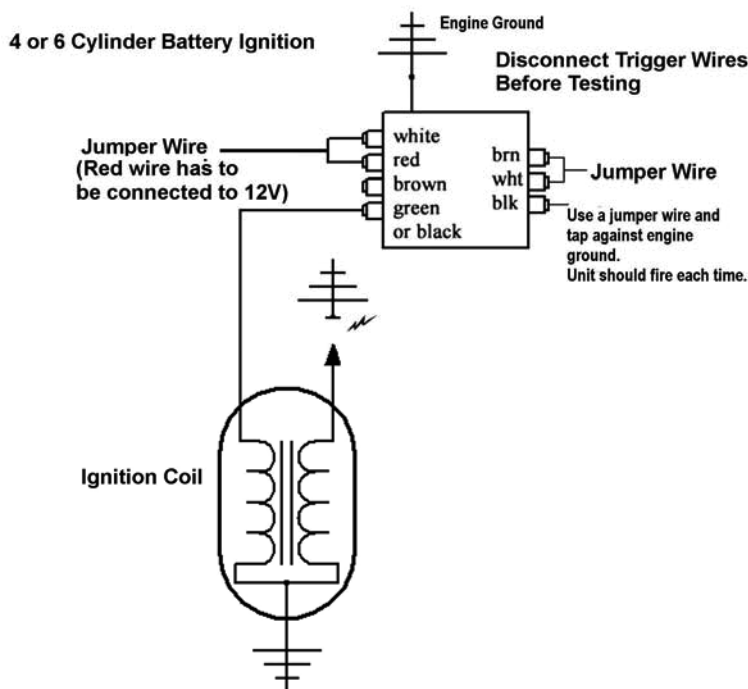 4 or 6 Cylinder Battery Ignition
Engine Ground
Disconnect Trigger Wires
Before Testing
Jumper Wire
(Red wire has to
be connected to 12V)
white
red
brown
green
or black
brn
wht
blk
Jumper Wire
Use a jumper wire and
tap against engine
ground.
Unit should fire each time.
Ignition Coil